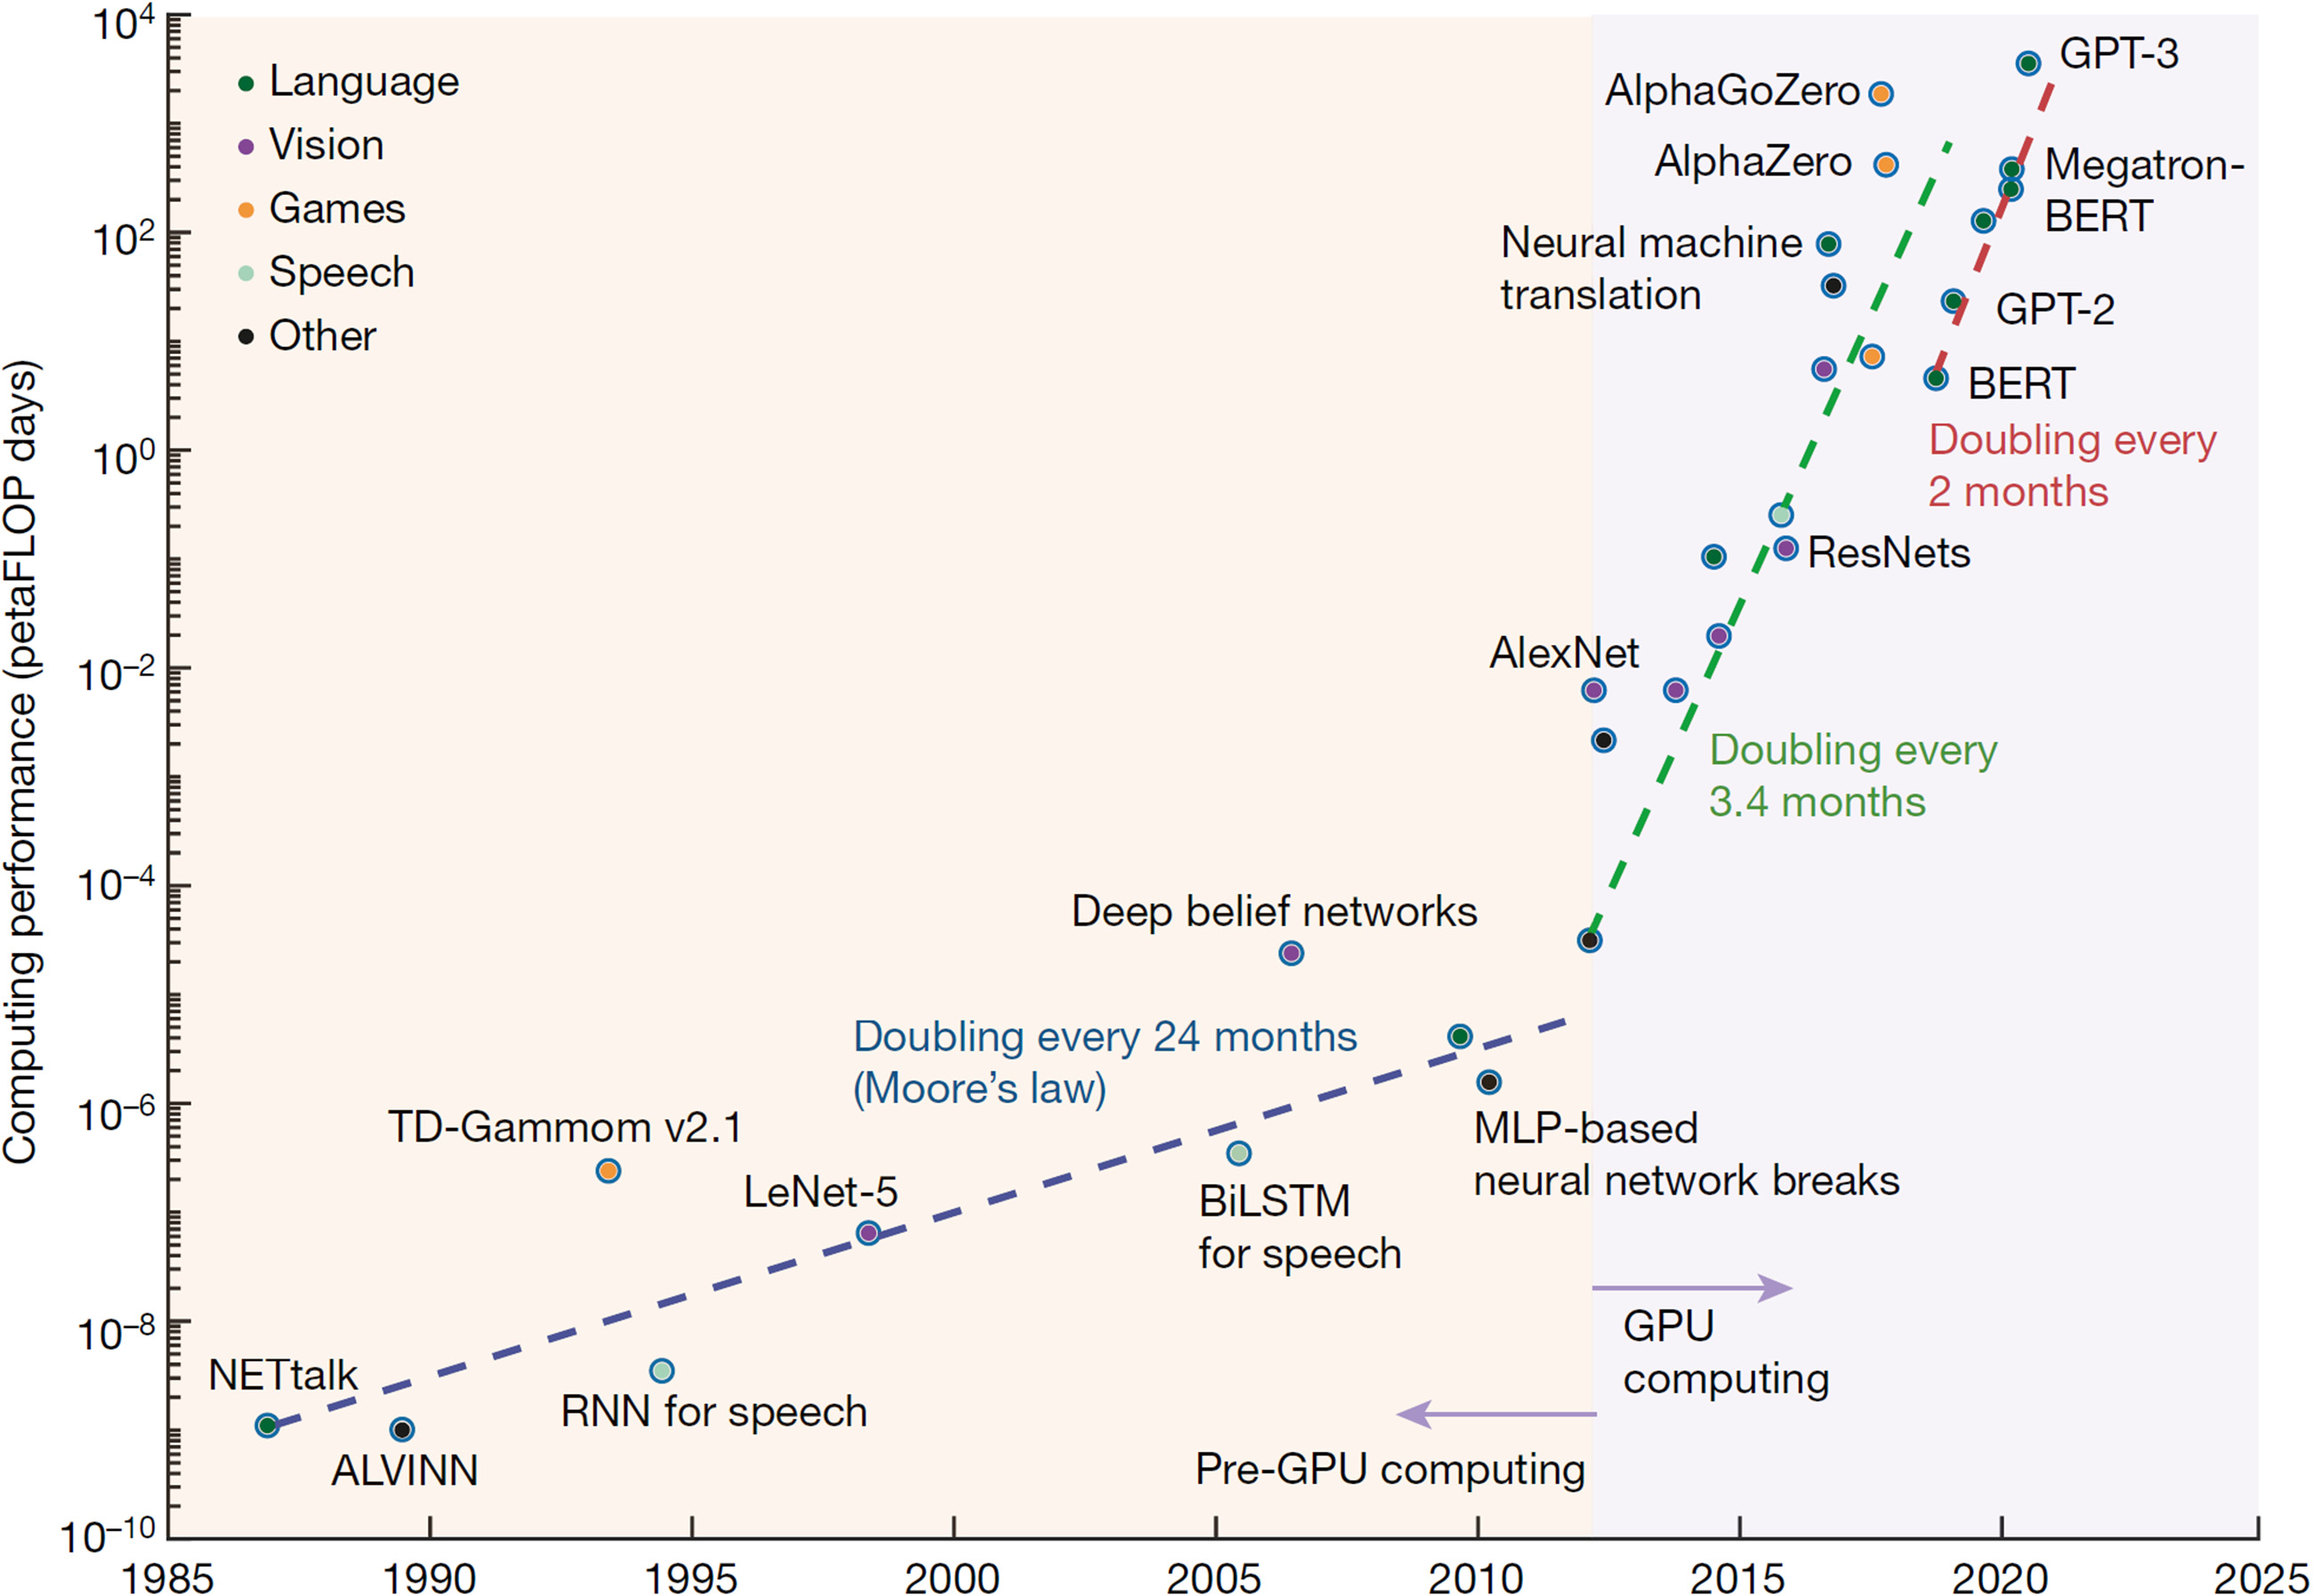 Computing performance (petaFLOP days)
10⁴
10²
10⁰
10⁻²
10⁻⁴
10⁻⁶
10⁻⁸
10⁻¹⁰
Language
Vision
Games
Speech
Other
GPT-3
AlphaGoZero
AlphaZero
Megatron-
BERT
Neural machine
translation
GPT-2
BERT
Doubling every
2 months
ResNets
AlexNet
Doubling every
3.4 months
Deep belief networks
Doubling every 24 months
(Moore’s law)
TD-Gammom v2.1
LeNet-5
MLP-based
neural network breaks
BiLSTM
for speech
GPU
computing
NETtalk
RNN for speech
ALVINN
Pre-GPU computing
1985 1990 1995 2000 2005 2010 2015 2020 2025